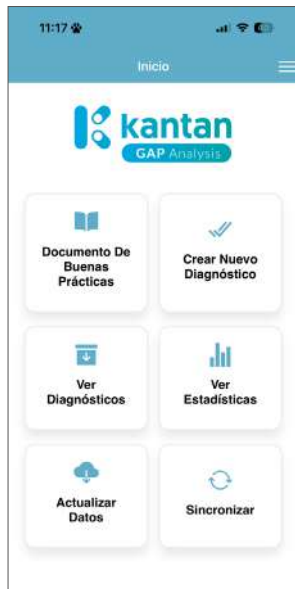 11:17
Inicio
kantan
GAP Analysis
Documento De
Buenas
Prácticas
Crear Nuevo
Diagnóstico
Ver
Diagnósticos
Ver
Estadísticas
Actualizar
Datos
Sincronizar